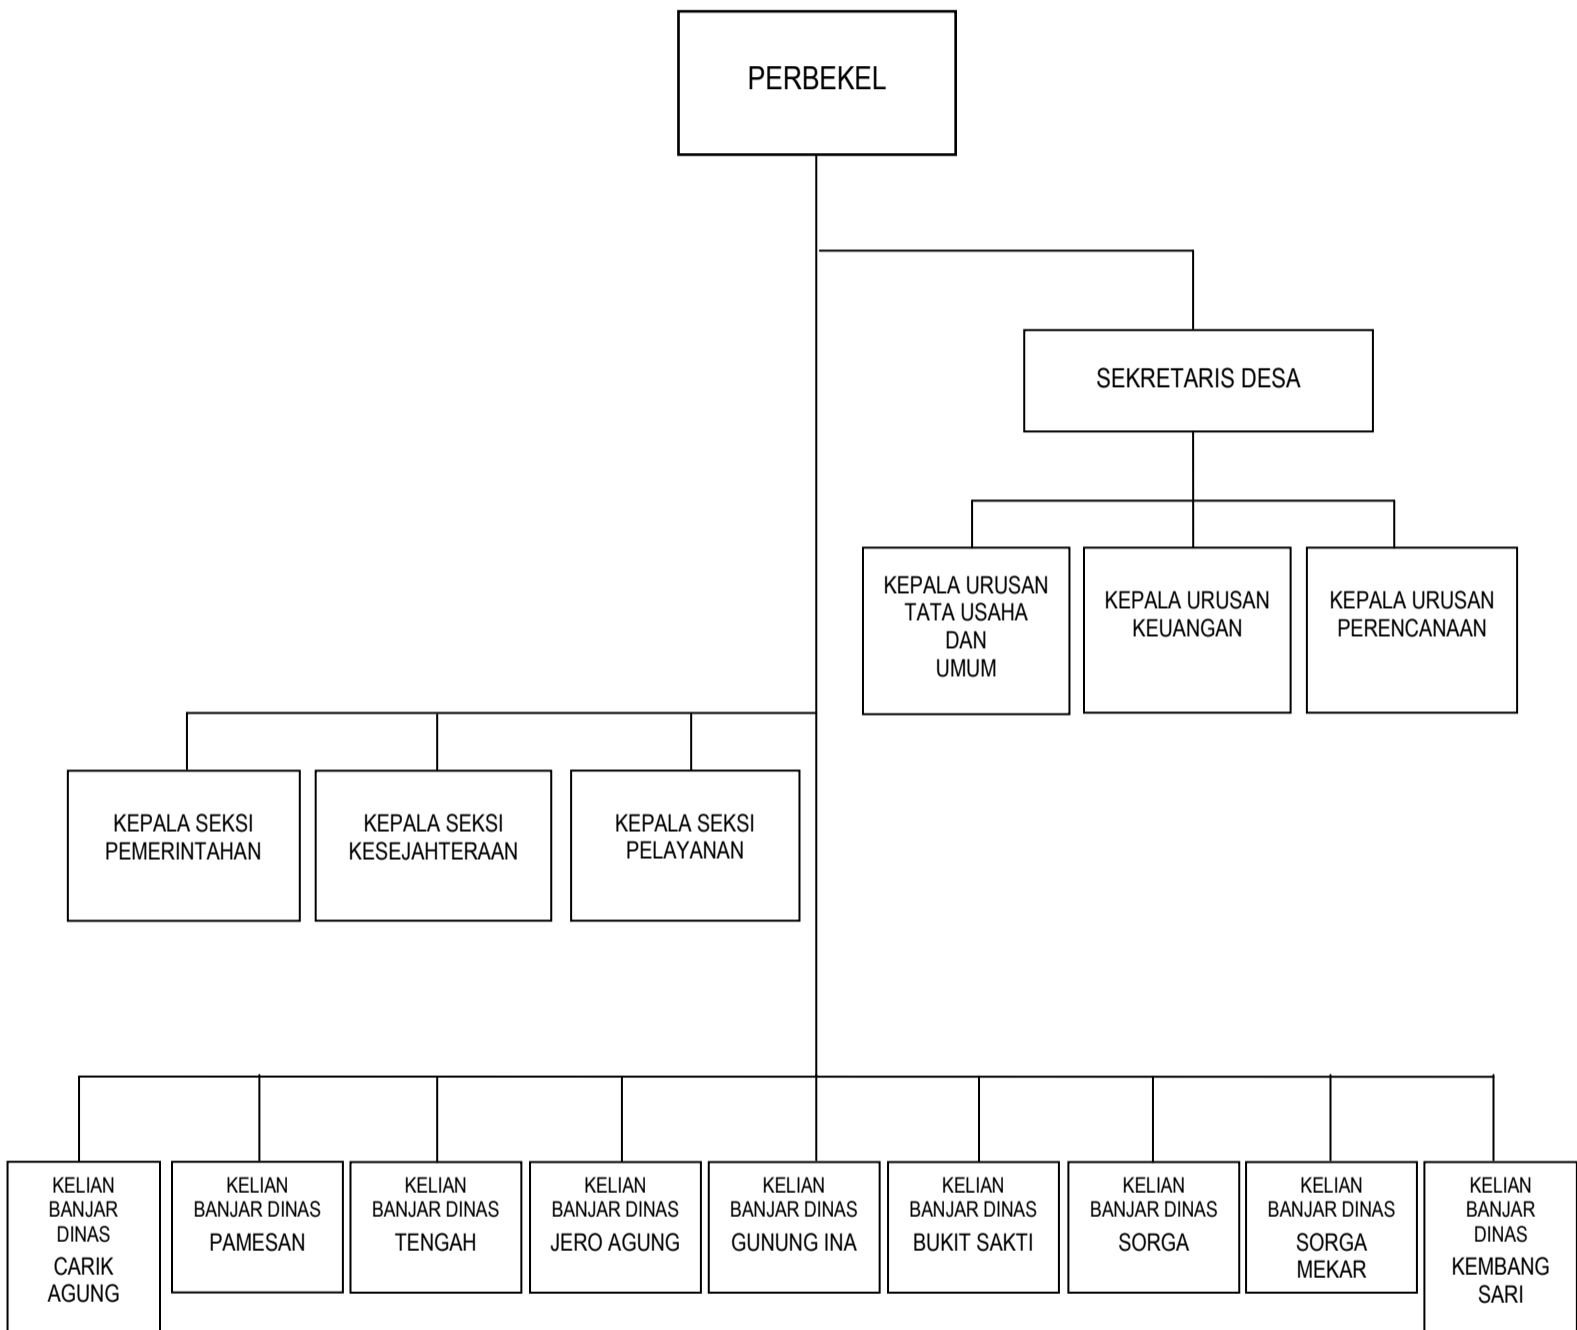 PERBEKEL
SEKRETARIS DESA
KEPALA URUSAN
TATA USAHA
DAN
UMUM
KEPALA URUSAN
KEUANGAN
KEPALA URUSAN
PERENCANAAN
KEPALA SEKSI
PEMERINTAHAN
KEPALA SEKSI
KESEJAHTERAAN
KEPALA SEKSI
PELAYANAN
KELIAN
BANJAR
DINAS
CARIK
AGUNG
KELIAN
BANJAR DINAS
PAMESAN
KELIAN
BANJAR DINAS
TENGAH
KELIAN
BANJAR DINAS
JERO AGUNG
KELIAN
BANJAR DINAS
GUNUNG INA
KELIAN
BANJAR DINAS
BUKIT SAKTI
KELIAN
BANJAR DINAS
SORGA
KELIAN
BANJAR DINAS
SORGA
MEKAR
KELIAN
BANJAR
DINAS
KEMBANG
SARI